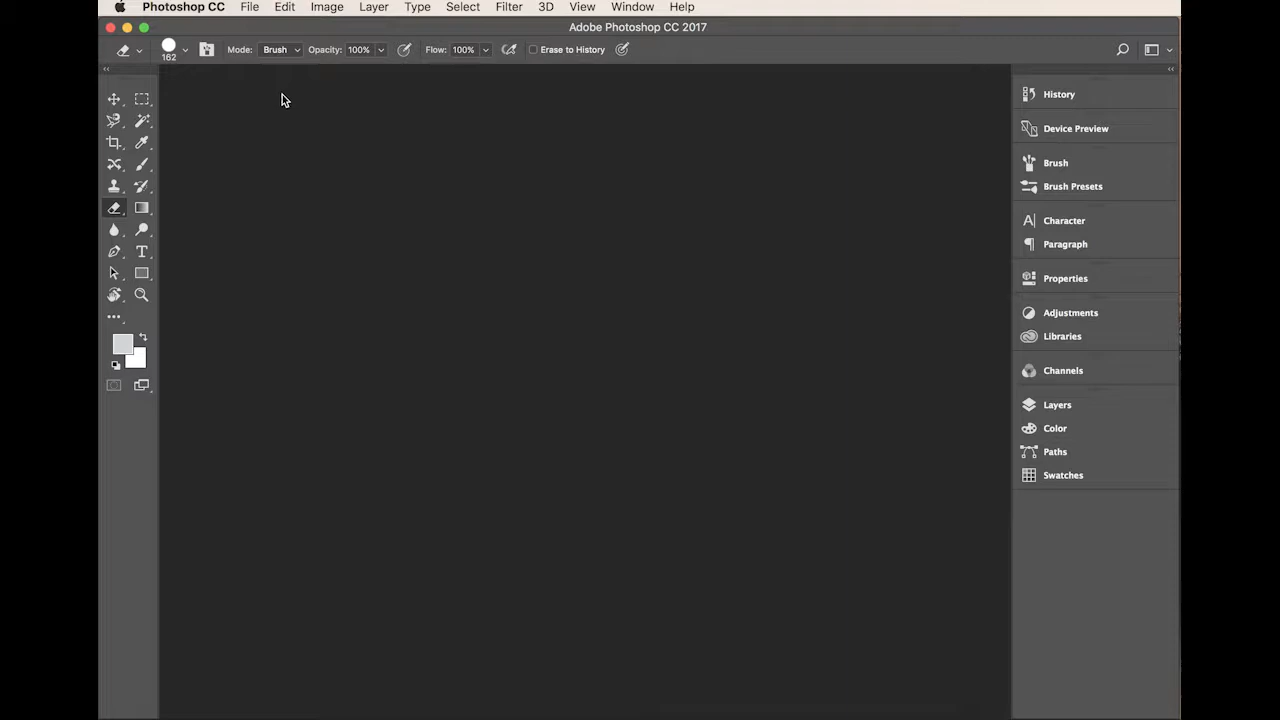 Photoshop CC File Edit Image Layer Type Select Filter 3D View Window Help
Adobe Photoshop CC 2017
162 Mode: Brush Opacity: 100% Flow: 100% Erase to History
History
Device Preview
Brush
Brush Presets
Character
Paragraph
Properties
Adjustments
Libraries
Channels
Layers
Color
Paths
Swatches